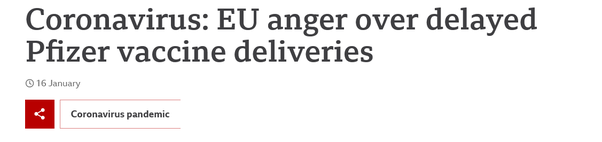 Coronavirus: EU anger over delayed
Pfizer vaccine deliveries
16 January
Coronavirus pandemic